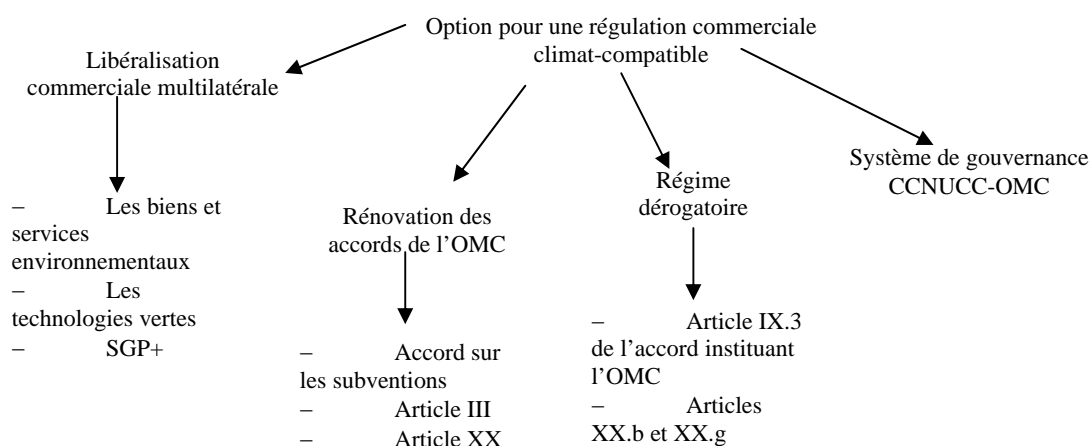 Option pour une régulation commerciale
climat-compatible
Libéralisation
commerciale multilatérale
– Les biens et
services
environnementaux
– Les
technologies vertes
– SGP+
Rénovation des
accords de l’OMC
– Accord sur
les subventions
– Article III
– Article XX
Régime
dérogatoire
– Article IX.3
de l’accord instituant
l’OMC
– Articles
XX.b et XX.g
Système de gouvernance
CCNUCC-OMC